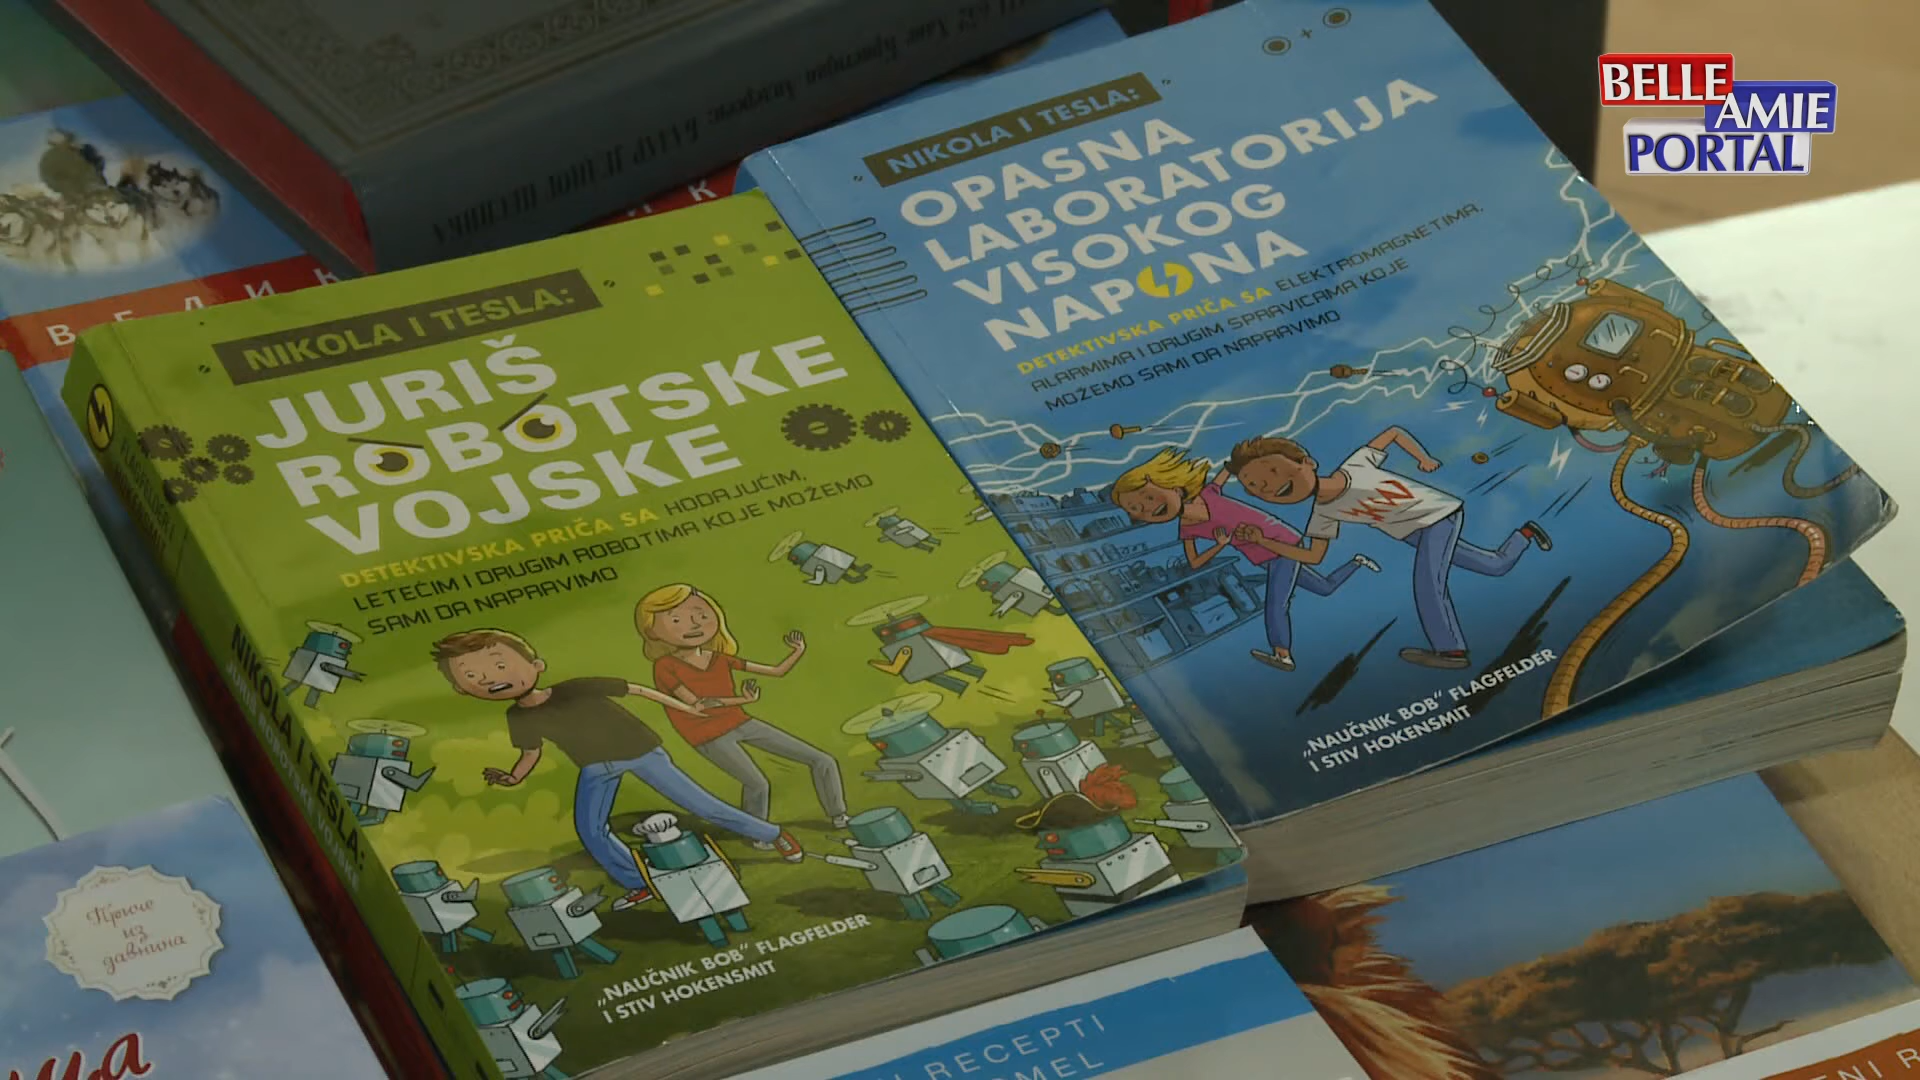 BELLE
AMIE
PORTAL
NIKOLA I TESLA:
OPASNA
LABORATORIJA
VISOKOG
NAPONA
DETEKTIVSKA PRIČA SA ELEKTROMAGNETIMA,
ALARMIMA I DRUGIM SPRAVICAMA KOJE
MOŽEMO SAMI DA NAPRAVIMO
„NAUČNIK BOB“ FLAGFELDER
I STIV HOKENSMIT
NIKOLA I TESLA:
JURIŠ
ROBOTSKE
VOJSKE
DETEKTIVSKA PRIČA SA HODAJUĆIM,
LETEĆIM I DRUGIM ROBOTIMA KOJE MOŽEMO
SAMI DA NAPRAVIMO
„NAUČNIK BOB“ FLAGFELDER
I STIV HOKENSMIT
NIKOLA I TESLA:
JURIŠ ROBOTSKE VOJSKE
ВЕЛИК
Приче
из
давнина
RECEPTI